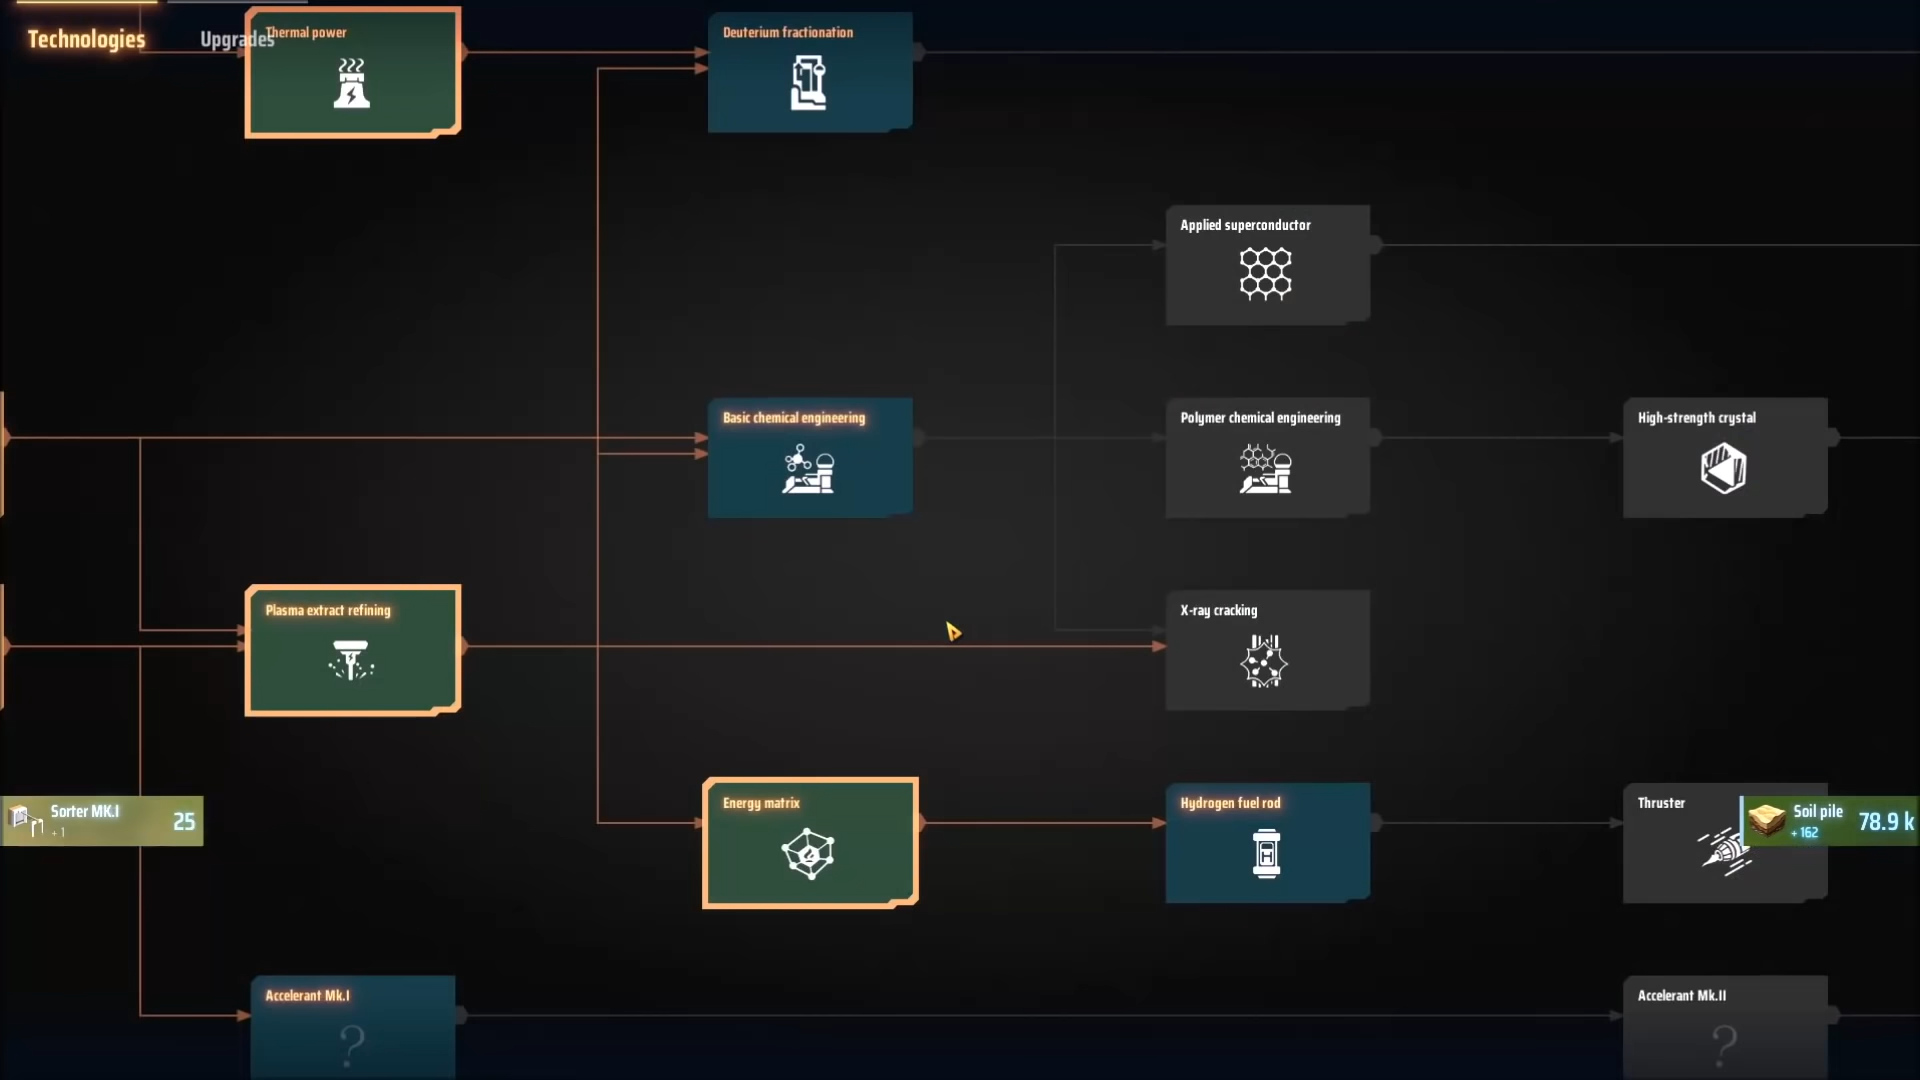 Technologies
Upgrades
Thermal power
Deuterium fractionation
Applied superconductor
Basic chemical engineering
Polymer chemical engineering
High-strength crystal
Plasma extract refining
X-ray cracking
Energy matrix
Hydrogen fuel rod
Thruster
Sorter MK.I
+ 1
25
Soil pile
+ 162
78.9 k
Accelerant Mk.I
?
Accelerant Mk.II
?